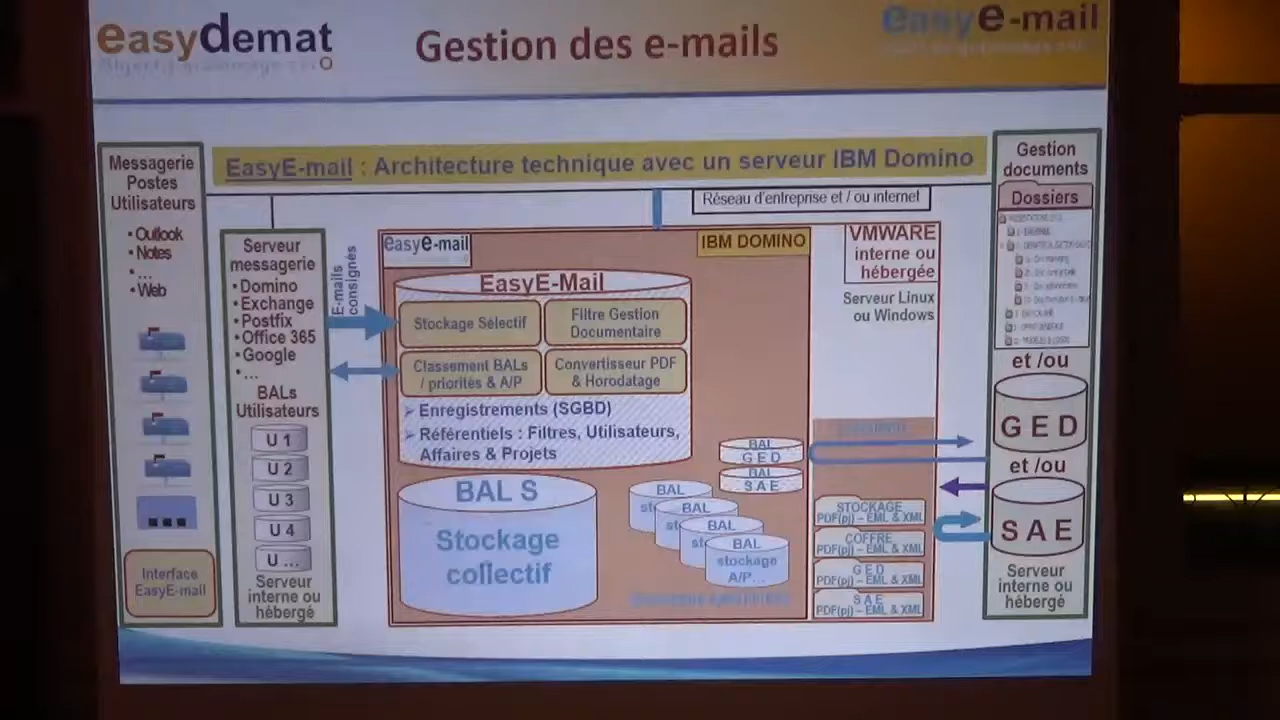 easydemat
Gestion des e-mails
easye-mail
EasyE-mail : Architecture technique avec un serveur IBM Domino
Messagerie
Postes
Utilisateurs
• Outlook
• Notes
• ...
• Web
Interface
EasyE-mail
Serveur
messagerie
• Domino
• Exchange
• Postfix
• Office 365
• Google
• ...
BALs
Utilisateurs
U 1
U 2
U 3
U 4
U ...
Serveur
interne ou
hébergé
E-mails
consignés
Réseau d'entreprise et / ou internet
easye-mail
IBM DOMINO
EasyE-Mail
Stockage Sélectif
Filtre Gestion
Documentaire
Classement BALs
/ priorités & A/P
Convertisseur PDF
& Horodatage
➢ Enregistrements (SGBD)
➢ Référentiels : Filtres, Utilisateurs,
Affaires & Projets
BAL S
Stockage
collectif
BAL
BAL
BAL
BAL
stockage
A/P...
BAL
G E D
BAL
S A E
VMWARE
interne ou
hébergée
Serveur Linux
ou Windows
STOCKAGE
PDF(pj) – EML & XML
COFFRE
PDF(pj) – EML & XML
G E D
PDF(pj) – EML & XML
S A E
PDF(pj) – EML & XML
Gestion
documents
Dossiers
et /ou
G E D
et /ou
S A E
Serveur
interne ou
hébergé